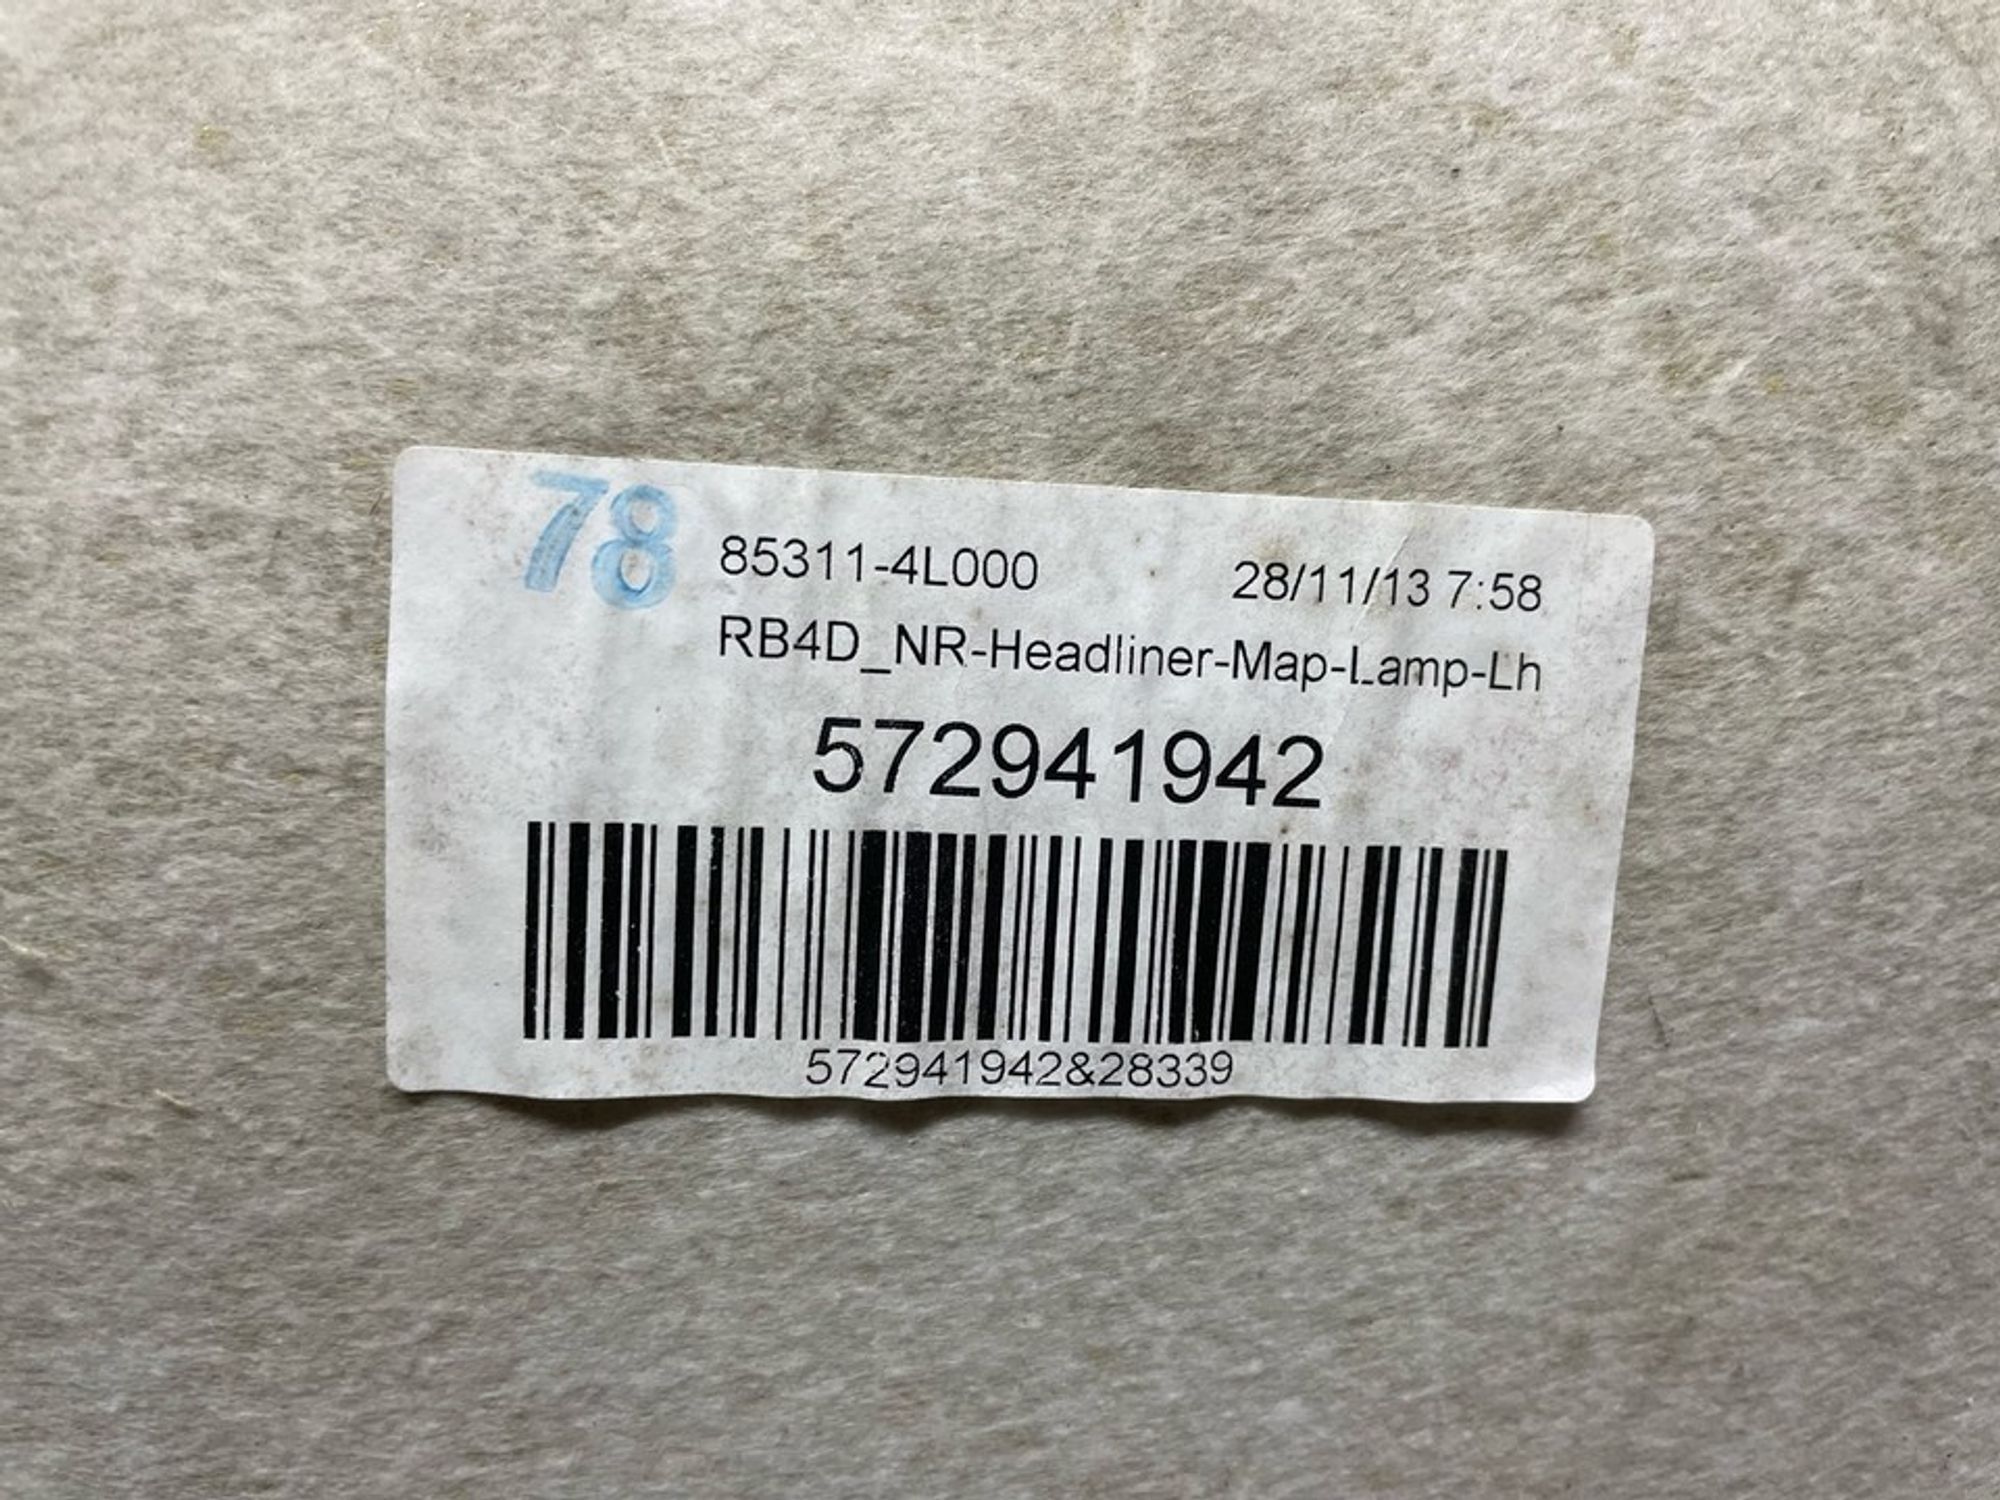 78
85311-4L000 28/11/13 7:58
RB4D_NR-Headliner-Map-Lamp-Lh
572941942
572941942&28339